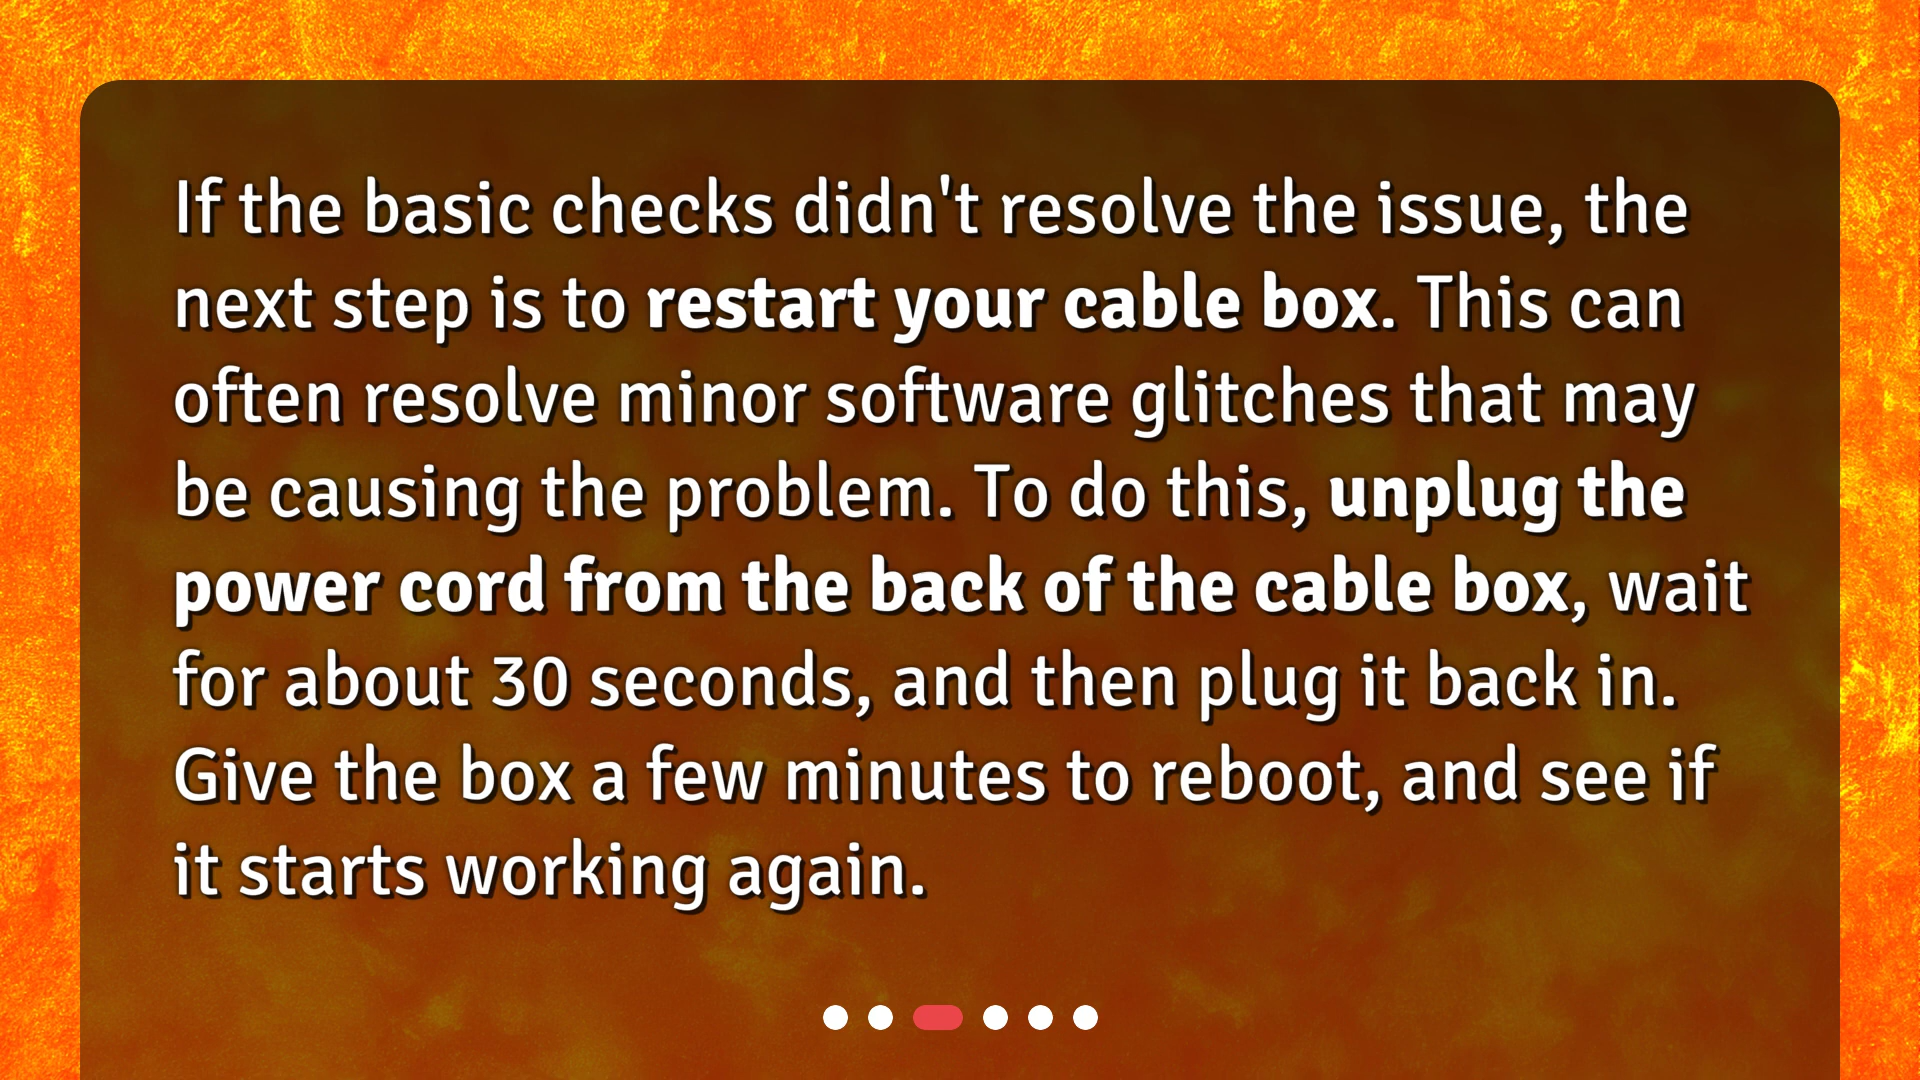 If the basic checks didn't resolve the issue, the
next step is to restart your cable box. This can
often resolve minor software glitches that may
be causing the problem. To do this, unplug the
power cord from the back of the cable box, wait
for about 30 seconds, and then plug it back in.
Give the box a few minutes to reboot, and see if
it starts working again.